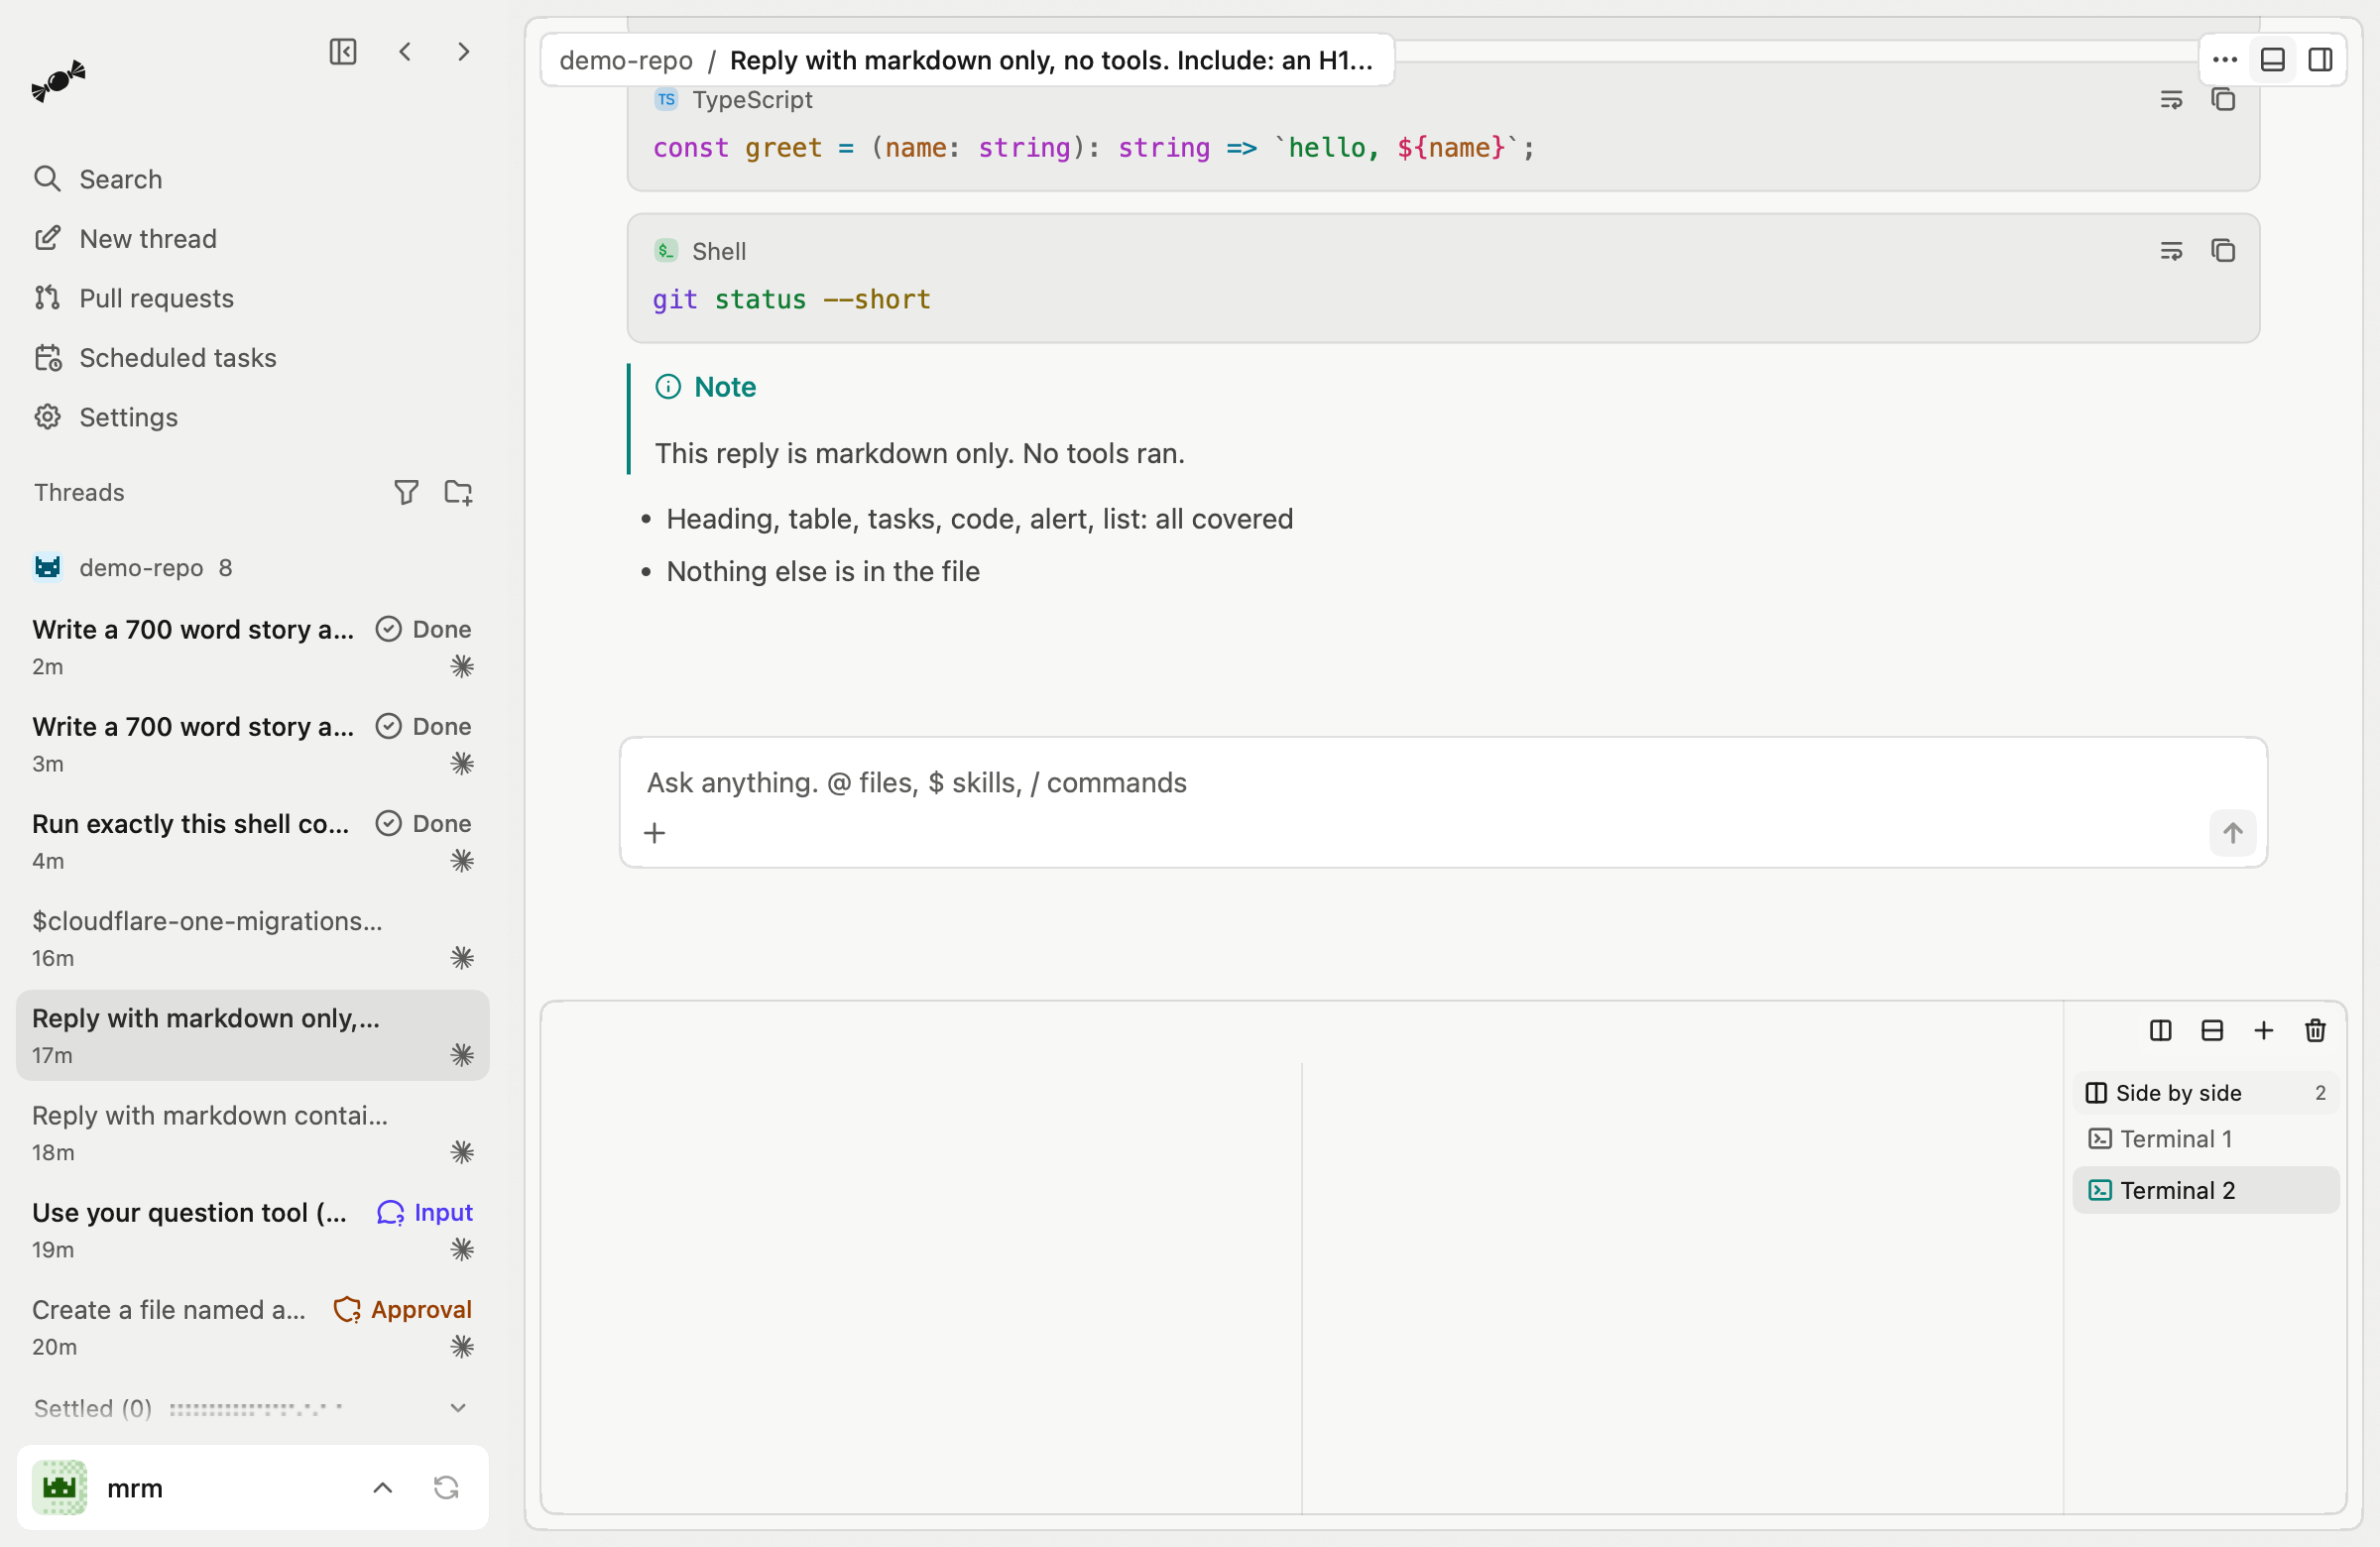 Search
New thread
Pull requests
Scheduled tasks
Settings
Threads
demo-repo 8
Write a 700 word story a... Done
2m
Write a 700 word story a... Done
3m
Run exactly this shell co... Done
4m
$cloudflare-one-migrations...
16m
Reply with markdown only,...
17m
Reply with markdown contai...
18m
Use your question tool (... Input
19m
Create a file named a... Approval
20m
Settled (0)
mrm
demo-repo / Reply with markdown only, no tools. Include: an H1...
TS TypeScript
const greet = (name: string): string => `hello, ${name}`;
$_ Shell
git status --short
Note
This reply is markdown only. No tools ran.
• Heading, table, tasks, code, alert, list: all covered
• Nothing else is in the file
Ask anything. @ files, $ skills, / commands
Side by side 2
Terminal 1
Terminal 2